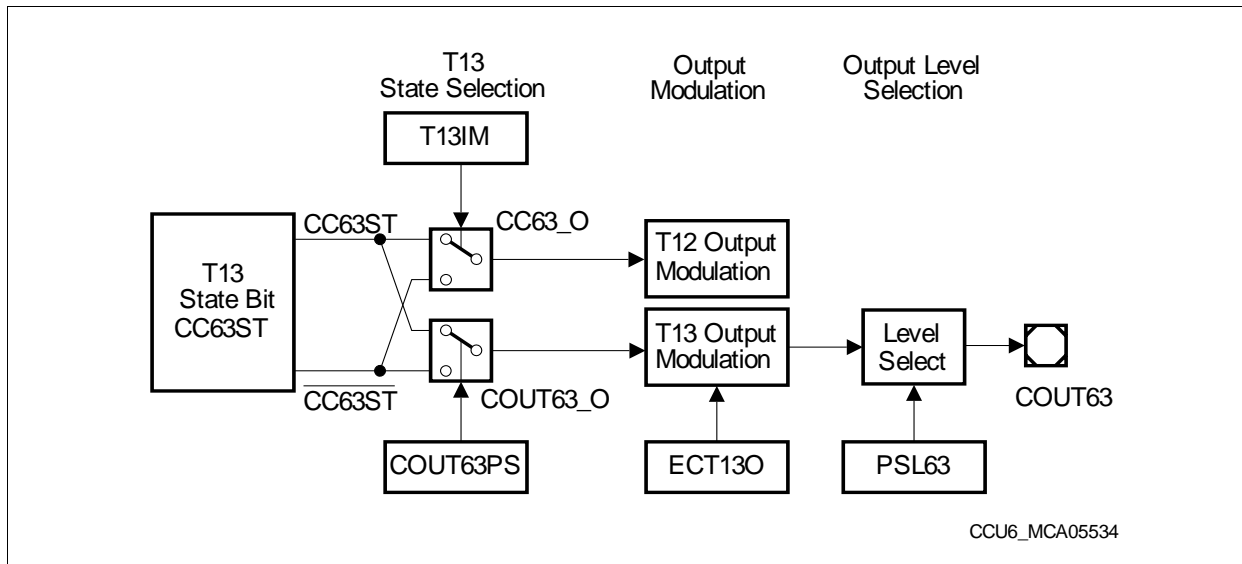 T13
State Selection
Output
Modulation
Output Level
Selection
T13IM
CC63ST
CC63_O
T13
State Bit
CC63ST
T12 Output
Modulation
T13 Output
Modulation
Level
Select
CC63ST
COUT63_O
COUT63
COUT63PS
ECT13O
PSL63
CCU6_MCA05534